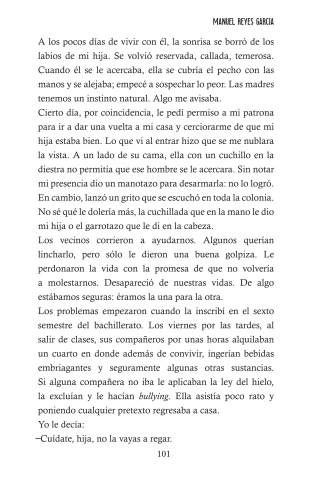 MANUEL REYES GARCIA
A los pocos días de vivir con él, la sonrisa se borró de los
labios de mi hija. Se volvió reservada, callada, temerosa.
Cuando él se le acercaba, ella se cubría el pecho con las
manos y se alejaba; empecé a sospechar lo peor. Las madres
tenemos un instinto natural. Algo me avisaba.
Cierto día, por coincidencia, le pedí permiso a mi patrona
para ir a dar una vuelta a mi casa y cerciorarme de que mi
hija estaba bien. Lo que vi al entrar hizo que se me nublara
la vista. A un lado de su cama, ella con un cuchillo en la
diestra no permitía que ese hombre se le acercara. Sin notar
mi presencia dio un manotazo para desarmarla: no lo logró.
En cambio, lanzó un grito que se escuchó en toda la colonia.
No sé qué le dolería más, la cuchillada que en la mano le dio
mi hija o el garrotazo que le di en la cabeza.
Los vecinos corrieron a ayudarnos. Algunos querían
lincharlo, pero sólo le dieron una buena golpiza. Le
perdonaron la vida con la promesa de que no volvería
a molestarnos. Desapareció de nuestras vidas. De algo
estábamos seguras: éramos la una para la otra.
Los problemas empezaron cuando la inscribí en el sexto
semestre del bachillerato. Los viernes por las tardes, al
salir de clases, sus compañeros por unas horas alquilaban
un cuarto en donde además de convivir, ingerían bebidas
embriagantes y seguramente algunas otras sustancias.
Si alguna compañera no iba le aplicaban la ley del hielo,
la excluían y le hacían bullying. Ella asistía poco rato y
poniendo cualquier pretexto regresaba a casa.
Yo le decía:
–Cuídate, hija, no la vayas a regar.
101